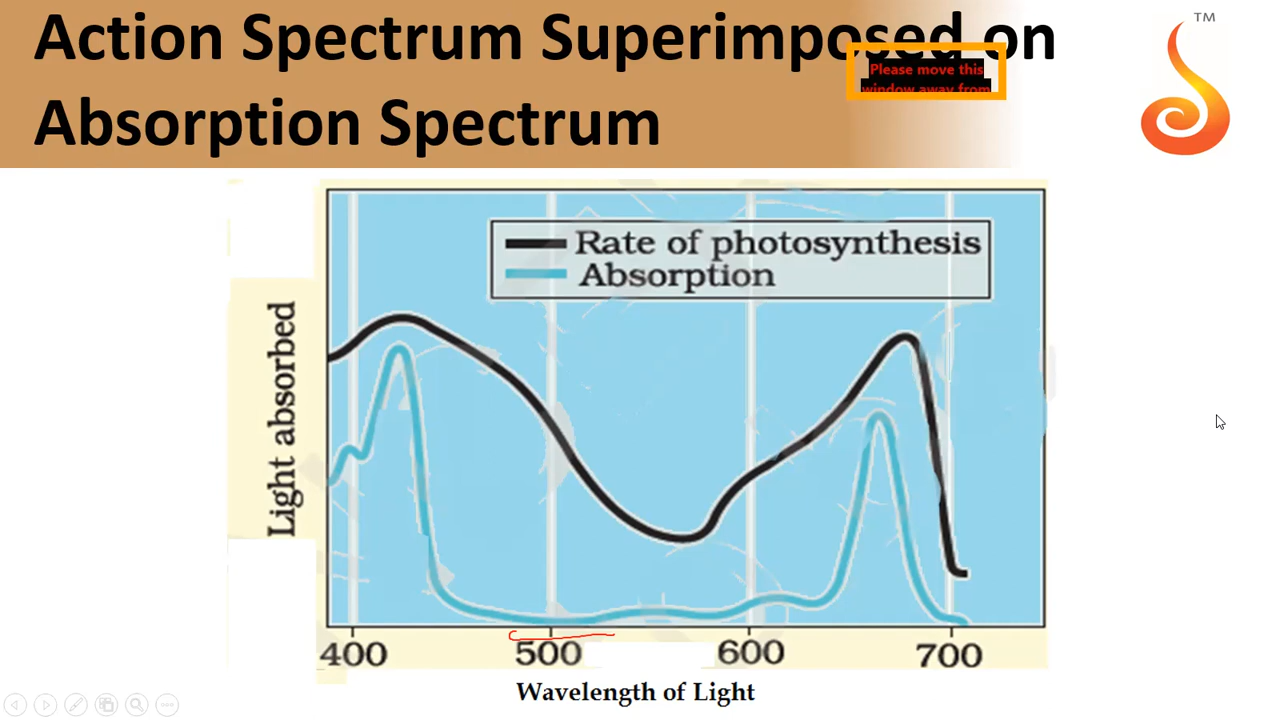 Action Spectrum Superimposed on
Absorption Spectrum
TM
Please move this
window away from
Rate of photosynthesis
Absorption
Light absorbed
400 500 600 700
Wavelength of Light